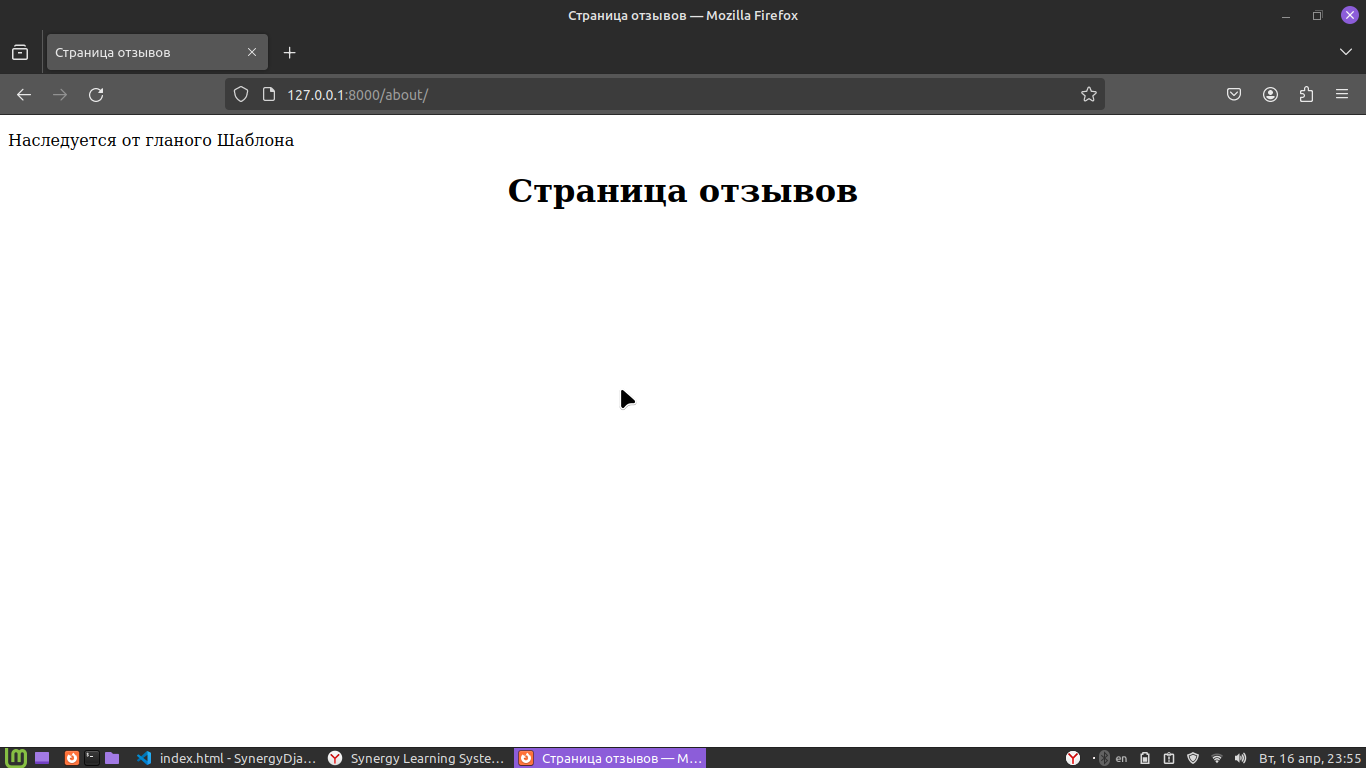 Страница отзывов — Mozilla Firefox
Страница отзывов
127.0.0.1:8000/about/
Наследуется от гланого Шаблона
Страница отзывов
index.html - SynergyDja...
Synergy Learning Syste...
Страница отзывов — M...
en
Вт, 16 апр, 23:55